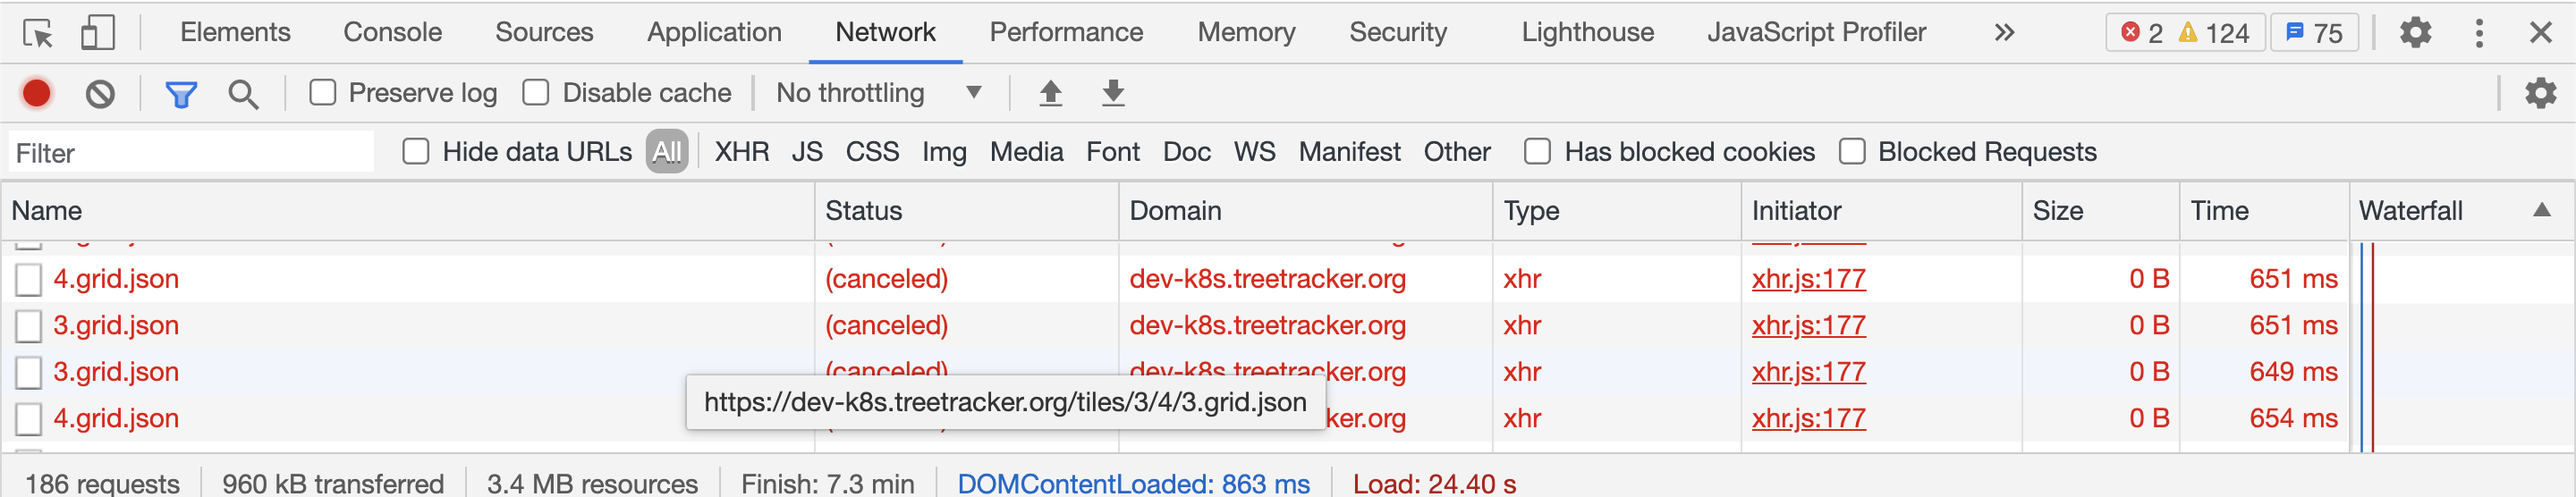 Elements Console Sources Application Network Performance Memory Security Lighthouse JavaScript Profiler » 2 124 75
Preserve log Disable cache No throttling
Filter Hide data URLs All XHR JS CSS Img Media Font Doc WS Manifest Other Has blocked cookies Blocked Requests
Name Status Domain Type Initiator Size Time Waterfall
4.grid.json (canceled) dev-k8s.treetracker.org xhr xhr.js:177 0 B 651 ms
3.grid.json (canceled) dev-k8s.treetracker.org xhr xhr.js:177 0 B 651 ms
3.grid.json (canceled) dev-k8s.treetracker.org xhr xhr.js:177 0 B 649 ms
https://dev-k8s.treetracker.org/tiles/3/4/3.grid.json
4.grid.json ker.org xhr xhr.js:177 0 B 654 ms
186 requests 960 kB transferred 3.4 MB resources Finish: 7.3 min DOMContentLoaded: 863 ms Load: 24.40 s